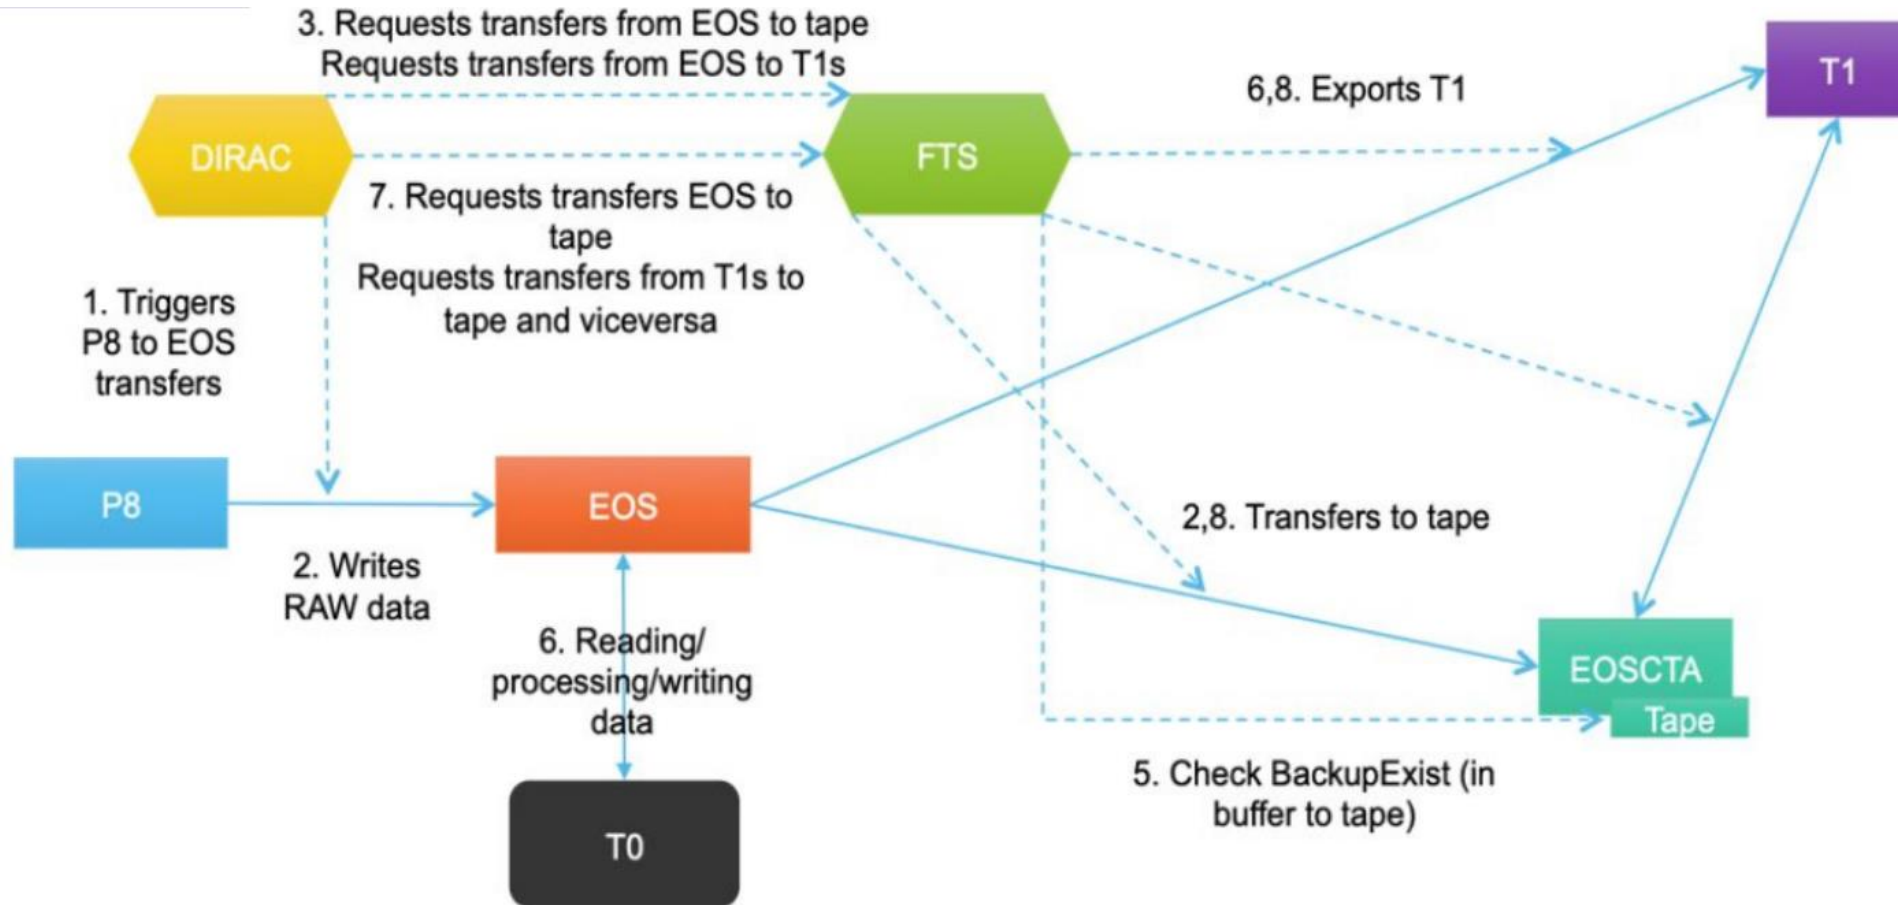 3. Requests transfers from EOS to tape
Requests transfers from EOS to T1s
T1
6,8. Exports T1
DIRAC
FTS
7. Requests transfers EOS to
tape
Requests transfers from T1s to
tape and viceversa
1. Triggers
P8 to EOS
transfers
P8
EOS
2,8. Transfers to tape
2. Writes
RAW data
6. Reading/
processing/writing
data
EOSCTA
Tape
5. Check BackupExist (in
buffer to tape)
T0